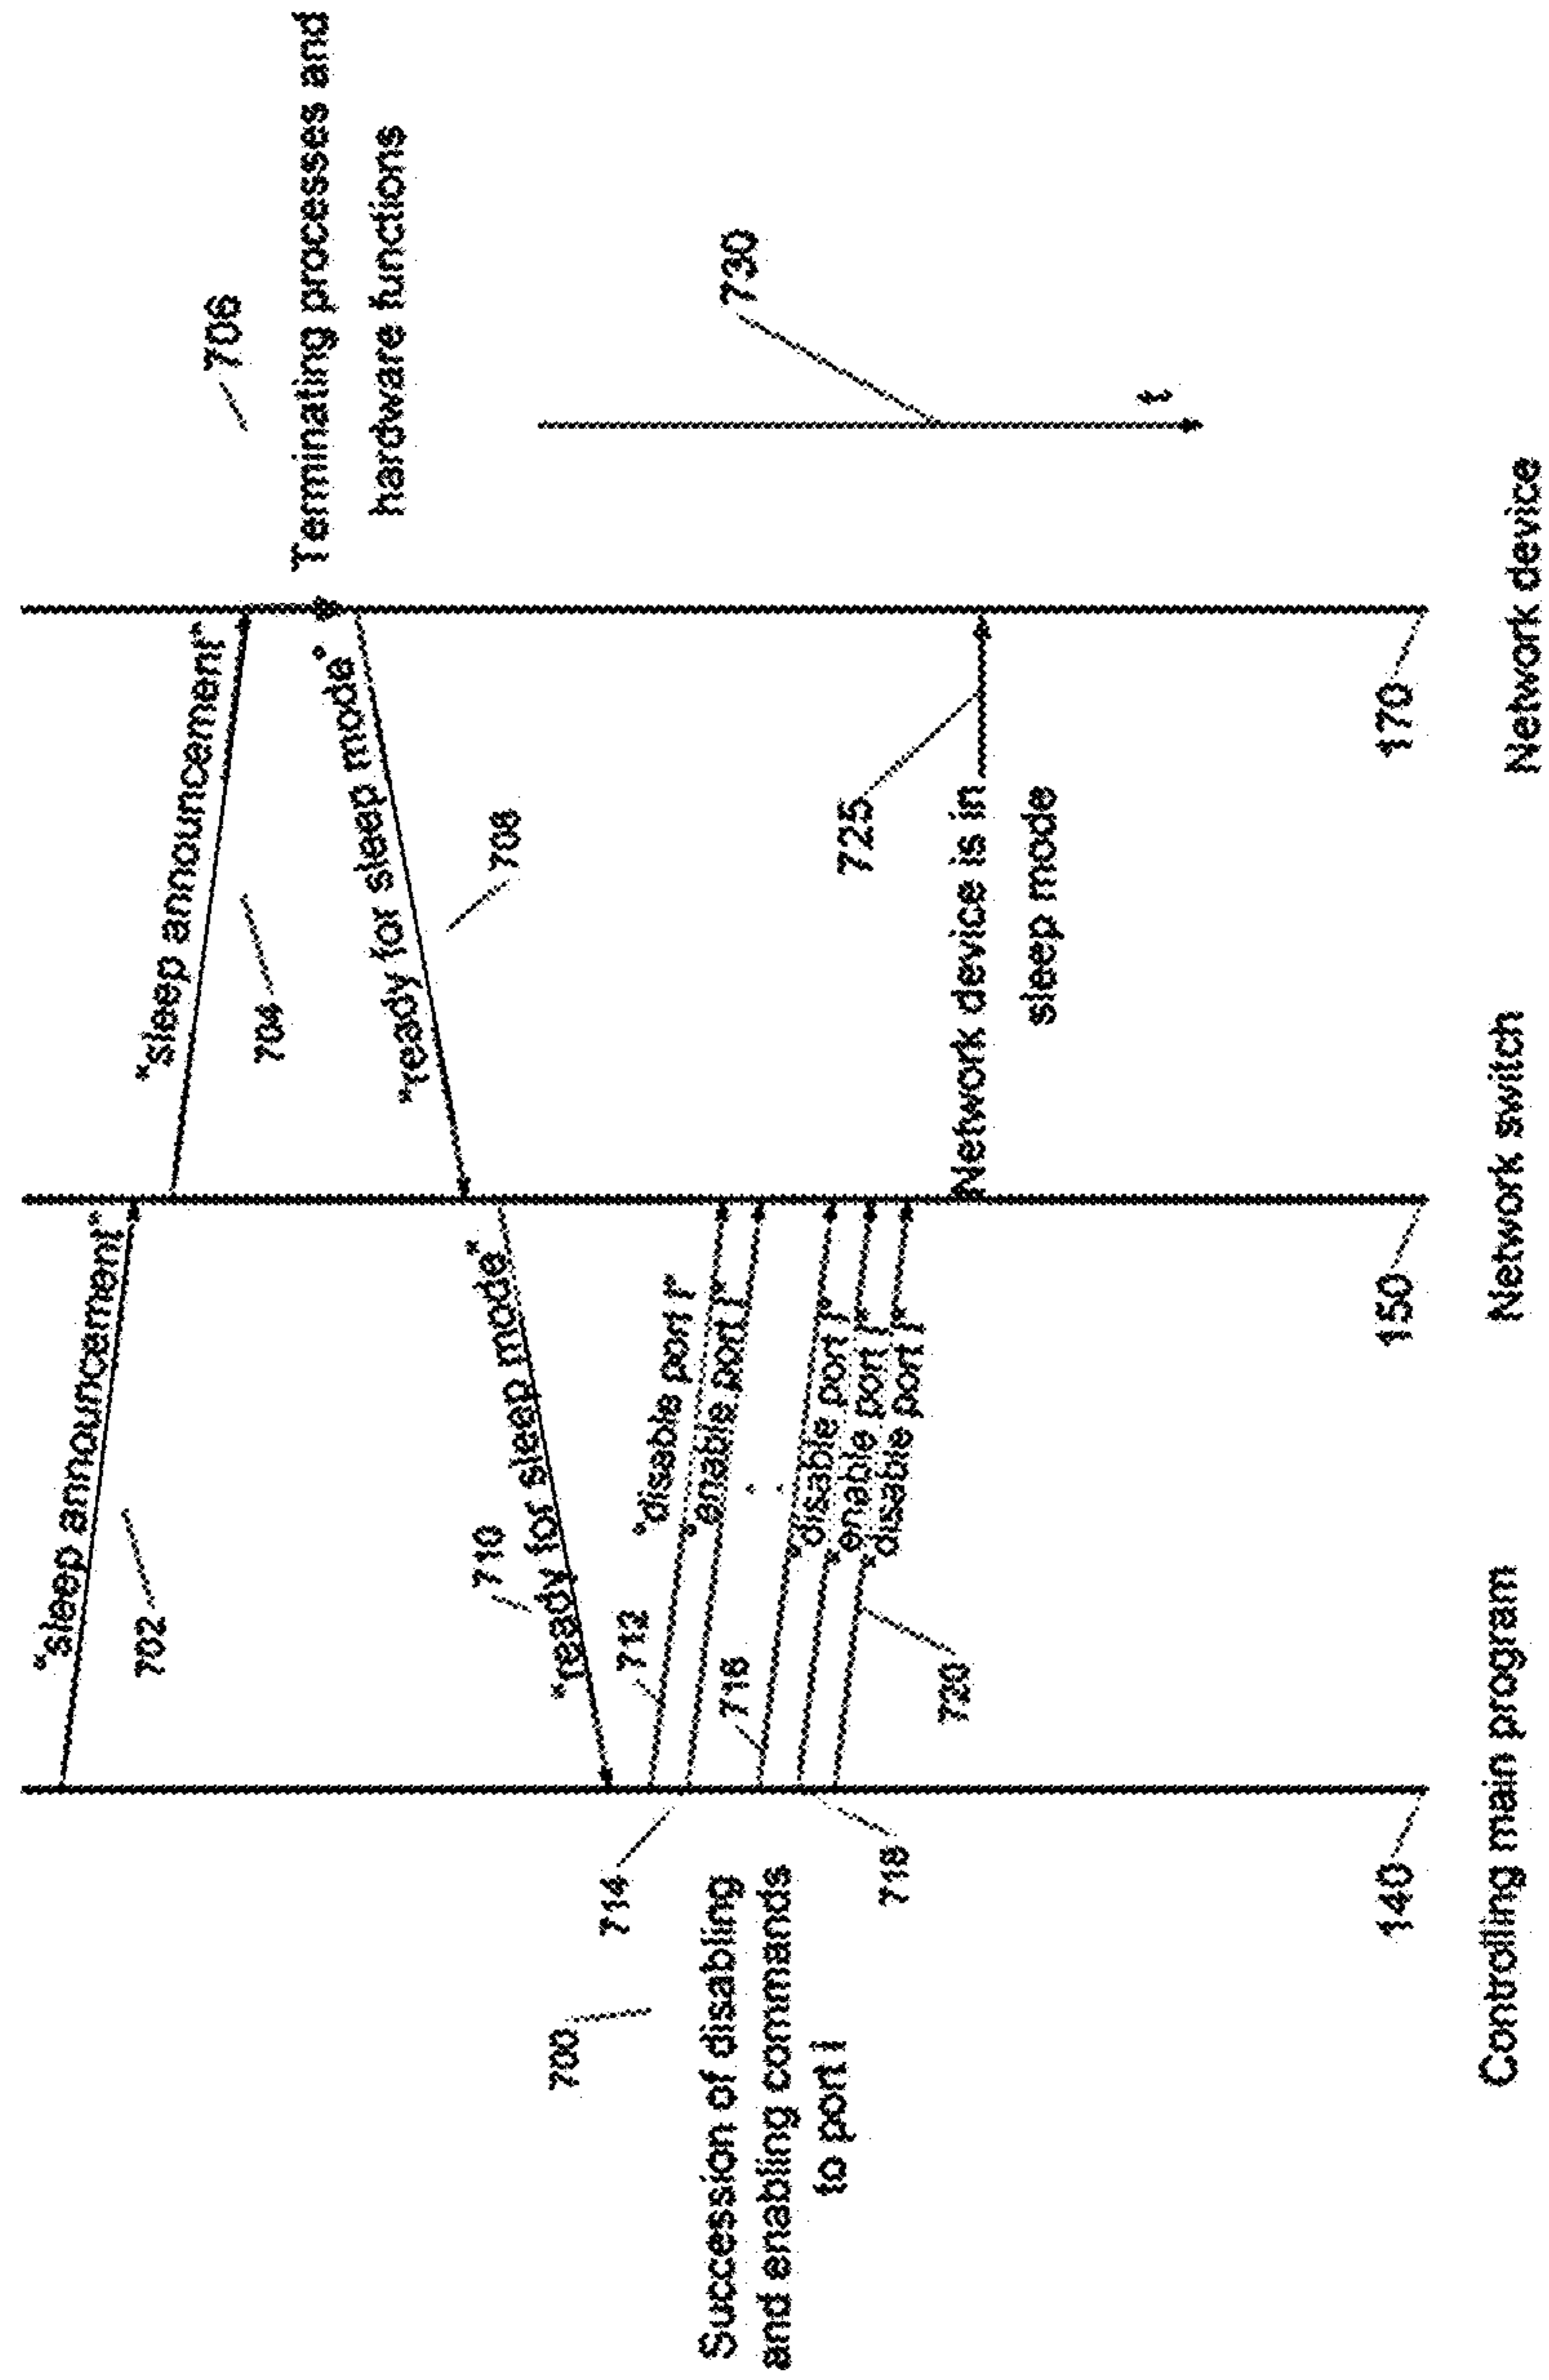 "sleep announcement"
702
"sleep announcement"
704
706
Terminating processes and
hardware functions
"ready for sleep mode"
708
"ready for sleep mode"
710
712
"disable port I"
714
"enable port I"
700
Succession of disabling
and enabling commands
to port I
716
"disable port I"
718
"enable port I"
"disable port I"
720
725
Network device is in
sleep mode
730
t
140
150
170
Controlling main program
Network switch
Network device